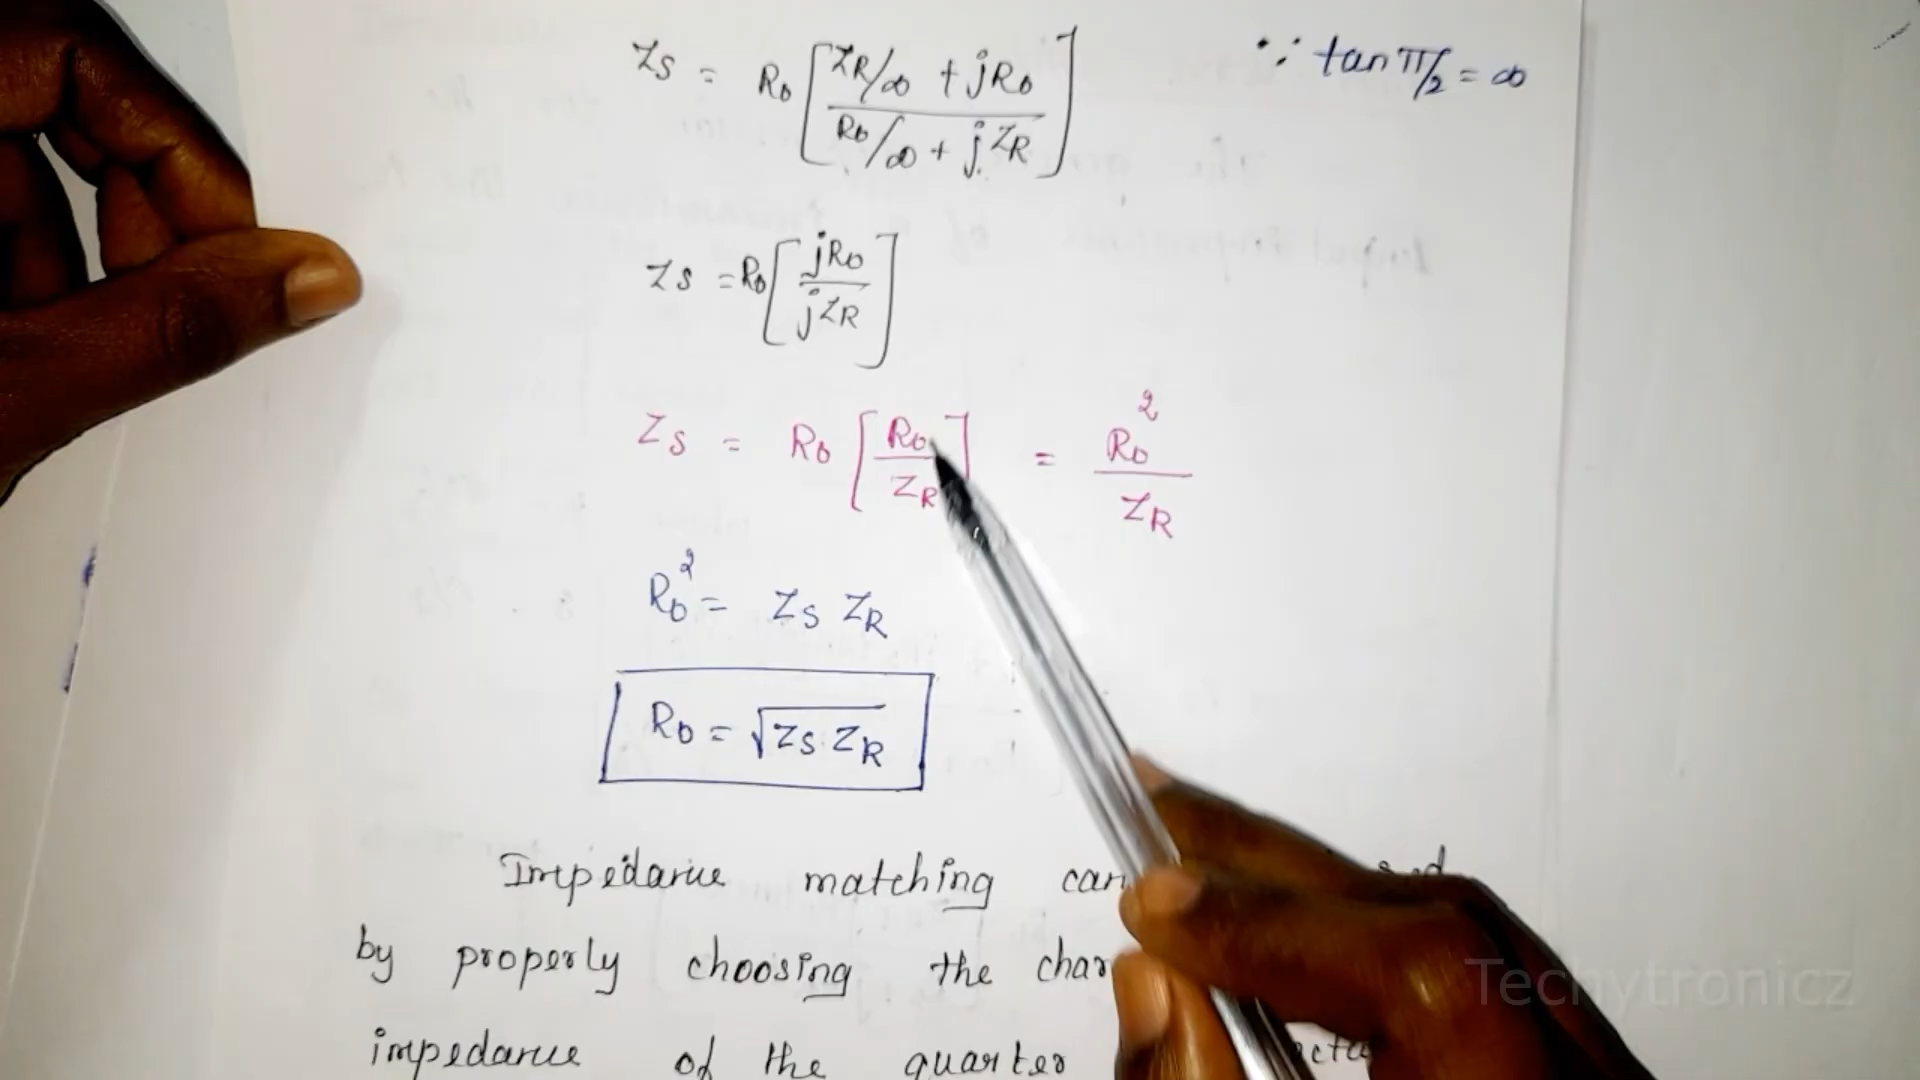 Zs = R0 [ZR/∞ + jR0 / R0/∞ + jZR] ∵ tan π/2 = ∞
Zs = R0 [jR0 / jZR]
Zs = R0 [R0 / ZR] = R0² / ZR
R0² = Zs ZR
R0 = √Zs.ZR
Impedance matching can
by properly choosing the
impedance of the quarter
Techytronicz